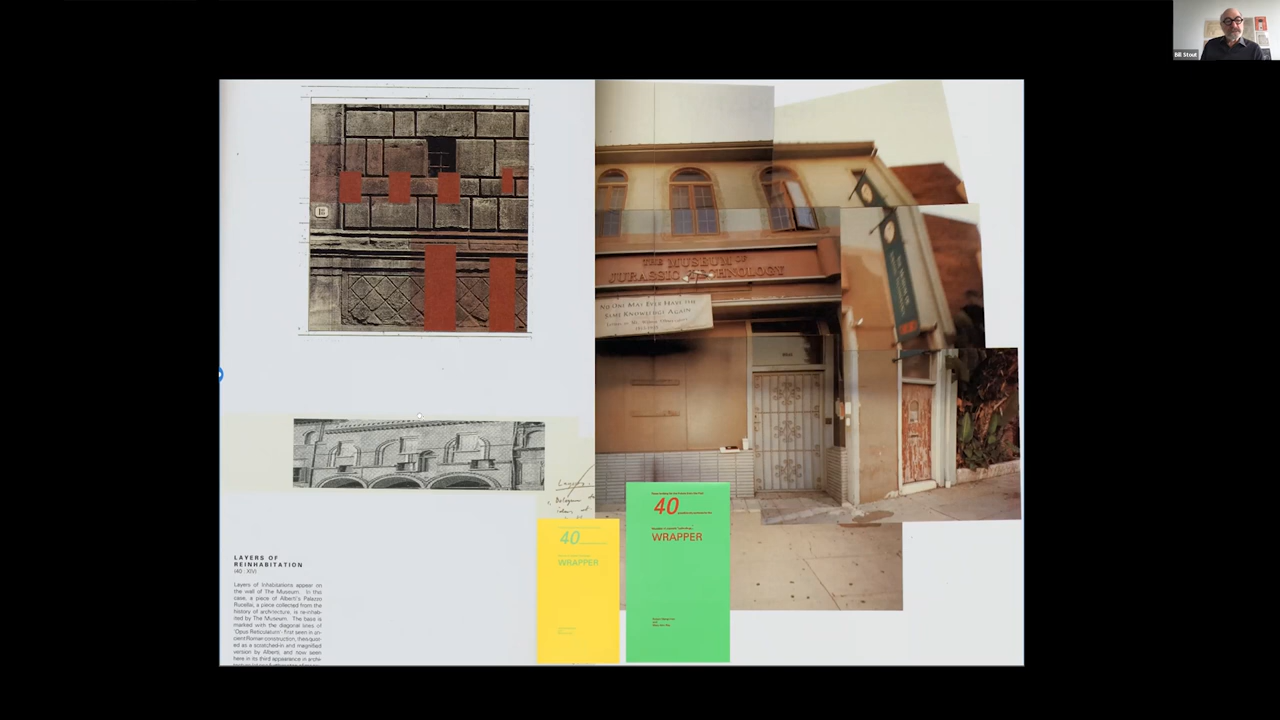 Bill Stout
THE MUSEUM OF
JURASSIC TECHNOLOGY
NO ONE MAY EVER HAVE THE
SAME KNOWLEDGE AGAIN
40
WRAPPER
40
WRAPPER
LAYERS OF
REINHABITATION
(40 : XIV)
Layers of Inhabitations appear on
the wall of The Museum. In this
case, a piece of Alberti's Palazzo
Rucellai, a piece collected from the
history of architecture, is re-inhab-
ited by The Museum. The base is
marked with the diagonal lines of
'Opus Reticulatum'- first seen in an-
cient Roman construction, then quot-
ed as a scratched-in and magnified
version by Alberti, and now seen
here in its third appearance in archi-